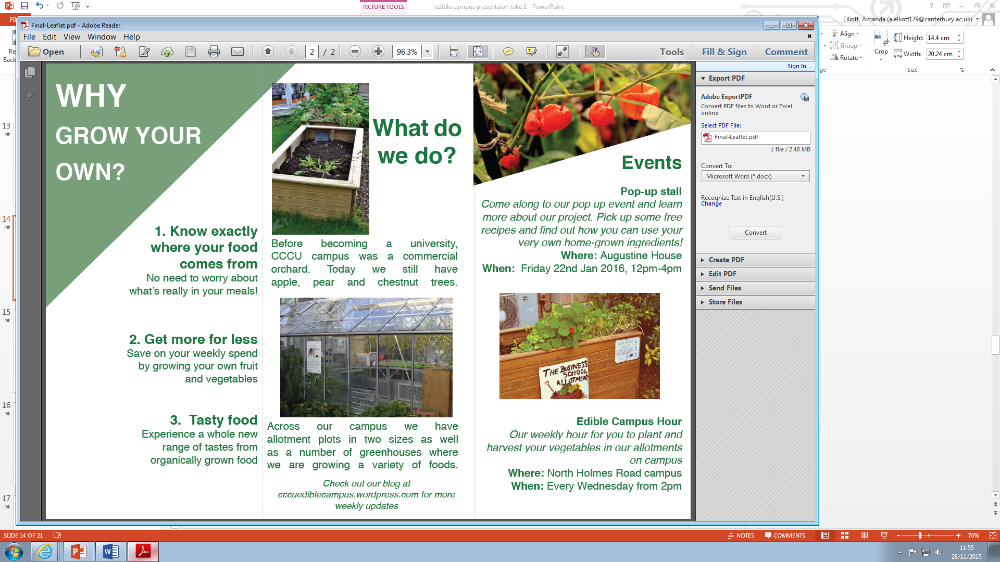 PICTURE TOOLS
edible campus presentaion take 2 - PowerPoint
Elliott, Amanda (a.elliott179@canterbury.ac.uk)
Final-Leaflet.pdf - Adobe Reader
File Edit View Window Help
Open
2 / 2
96.3%
Tools
Fill & Sign
Comment
Align
Group
Rotate
Crop
Height: 14.4 cm
Width: 20.24 cm
Size
Sign In
Export PDF
Adobe ExportPDF
Convert PDF files to Word or Excel
online.
Select PDF File:
Final-Leaflet.pdf
1 file / 2.40 MB
Convert To:
Microsoft Word (*.docx)
Recognize Text in English(U.S.)
Change
Convert
Create PDF
Edit PDF
Send Files
Store Files
13
14
15
16
17
WHY
GROW YOUR
OWN?
1. Know exactly
where your food
comes from
No need to worry about
what's really in your meals!
2. Get more for less
Save on your weekly spend
by growing your own fruit
and vegetables
3. Tasty food
Experience a whole new
range of tastes from
organically grown food
What do
we do?
Before becoming a university,
CCCU campus was a commercial
orchard. Today we still have
apple, pear and chestnut trees.
Across our campus we have
allotment plots in two sizes as well
as a number of greenhouses where
we are growing a variety of foods.
Check out our blog at
cccuediblecampus.wordpress.com for more
weekly updates
Events
Pop-up stall
Come along to our pop up event and learn
more about our project. Pick up some free
recipes and find out how you can use your
very own home-grown ingredients!
Where: Augustine House
When: Friday 22nd Jan 2016, 12pm-4pm
THE BUSINESS
SCHOOL
ALLOTMENT
Edible Campus Hour
Our weekly hour for you to plant and
harvest your vegetables in our allotments
on campus
Where: North Holmes Road campus
When: Every Wednesday from 2pm
SLIDE 14 OF 21
NOTES
COMMENTS
70%
11:55
28/11/2015